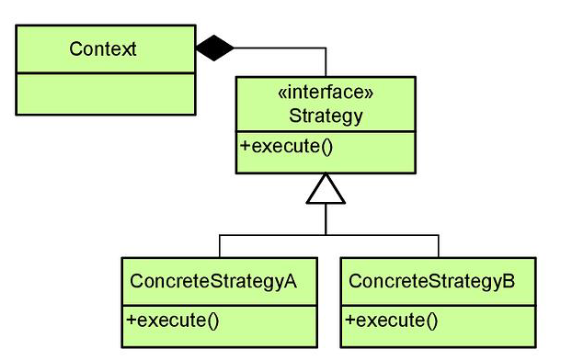 Context
«interface»
Strategy
+execute()
ConcreteStrategyA
+execute()
ConcreteStrategyB
+execute()